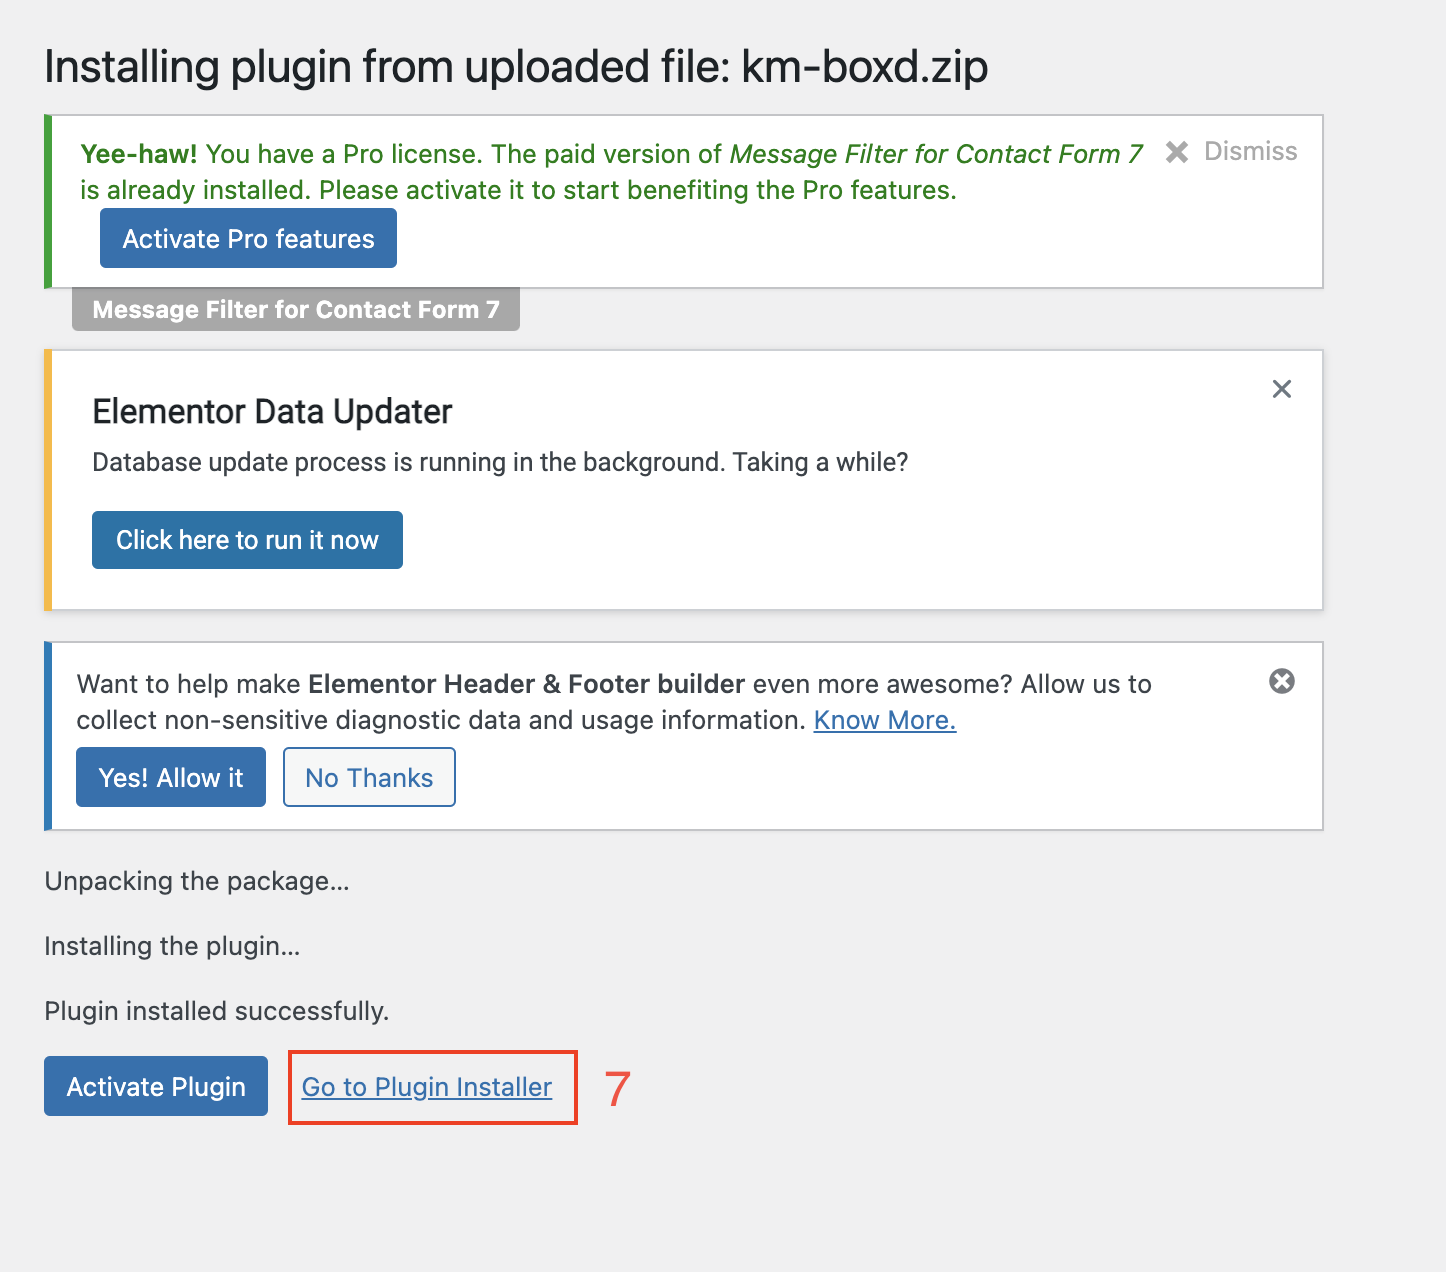 Installing plugin from uploaded file: km-boxd.zip
Yee-haw! You have a Pro license. The paid version of Message Filter for Contact Form 7
Dismiss
is already installed. Please activate it to start benefiting the Pro features.
Activate Pro features
Message Filter for Contact Form 7
Elementor Data Updater
Database update process is running in the background. Taking a while?
Click here to run it now
Want to help make Elementor Header & Footer builder even more awesome? Allow us to
collect non-sensitive diagnostic data and usage information. Know More.
Yes! Allow it No Thanks
Unpacking the package...
Installing the plugin...
Plugin installed successfully.
Activate Plugin Go to Plugin Installer 7